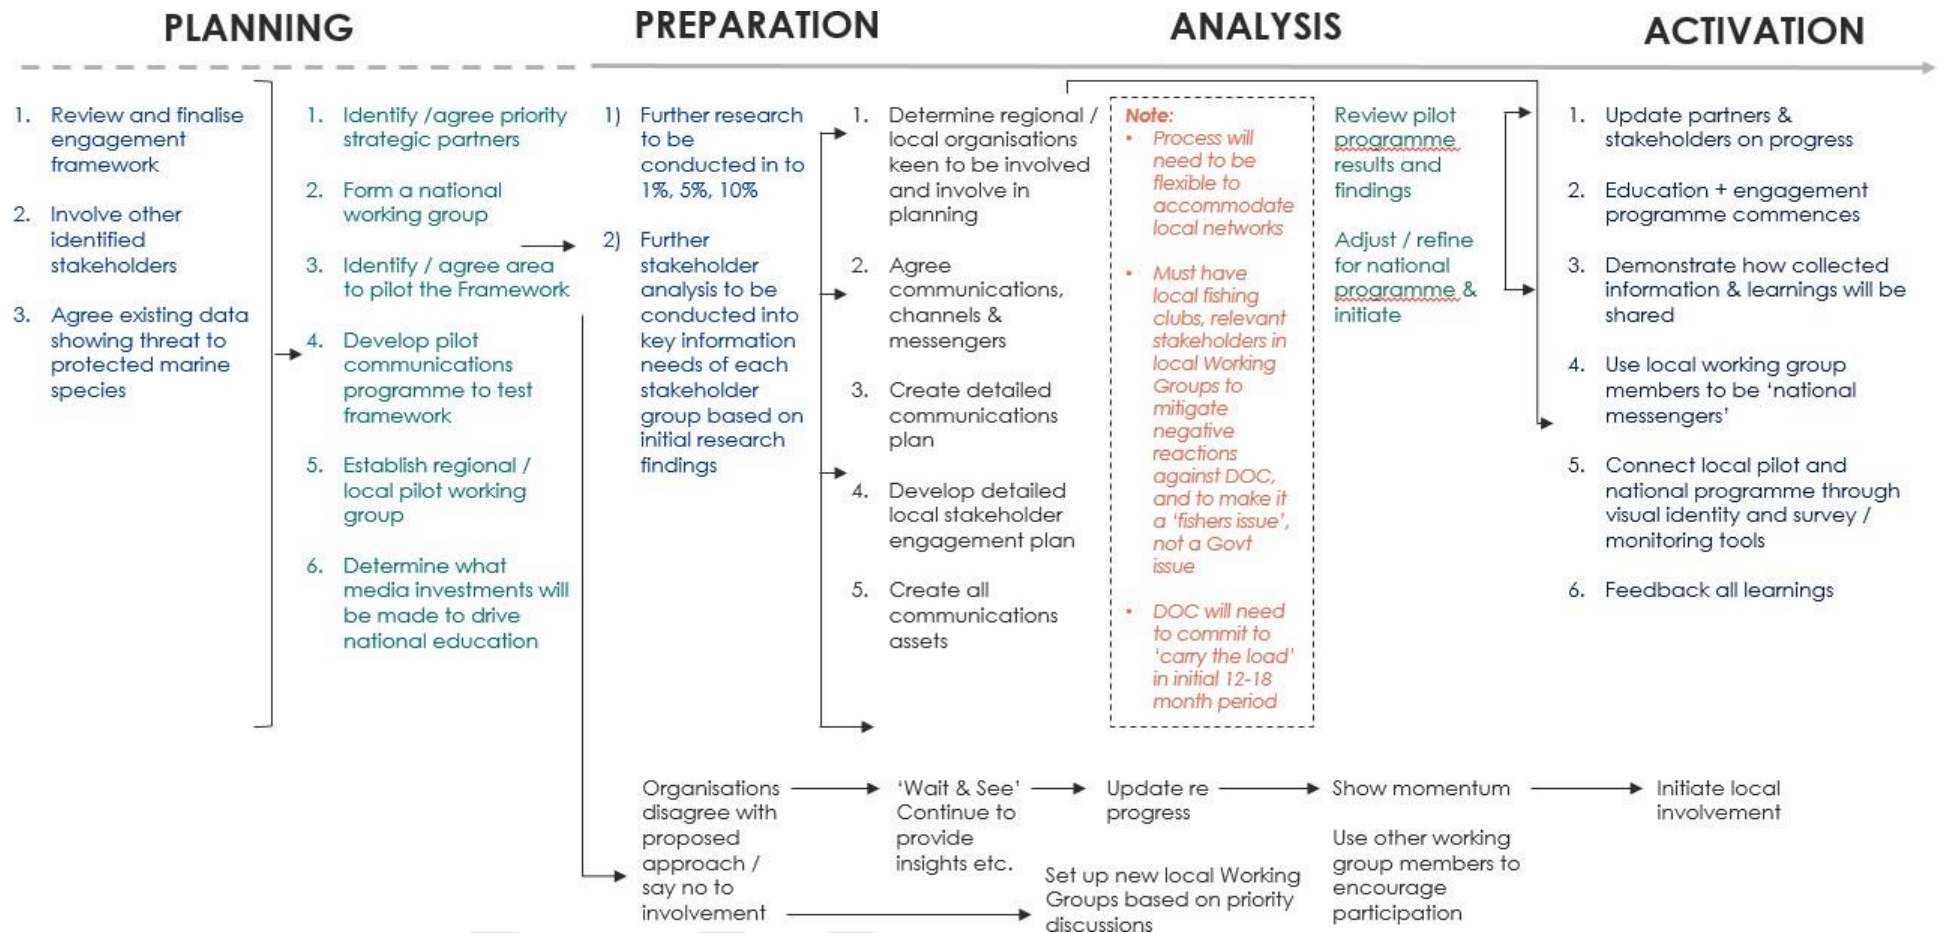 PLANNING
PREPARATION
ANALYSIS
ACTIVATION
1. Review and finalise
engagement
framework
2. Involve other
identified
stakeholders
3. Agree existing data
showing threat to
protected marine
species
1. Identify /agree priority
strategic partners
2. Form a national
working group
3. Identify / agree area
to pilot the Framework
4. Develop pilot
communications
programme to test
framework
5. Establish regional /
local pilot working
group
6. Determine what
media investments will
be made to drive
national education
1) Further research
to be
conducted in to
1%, 5%, 10%
2) Further
stakeholder
analysis to be
conducted into
key information
needs of each
stakeholder
group based on
initial research
findings
1. Determine regional /
local organisations
keen to be involved
and involve in
planning
2. Agree
communications,
channels &
messengers
3. Create detailed
communications
plan
4. Develop detailed
local stakeholder
engagement plan
5. Create all
communications
assets
Note:
• Process will
need to be
flexible to
accommodate
local networks
• Must have
local fishing
clubs, relevant
stakeholders in
local Working
Groups to
mitigate
negative
reactions
against DOC,
and to make it
a 'fishers issue',
not a Govt
issue
• DOC will need
to commit to
'carry the load'
in initial 12-18
month period
Review pilot
programme
results and
findings
Adjust / refine
for national
programme &
initiate
1. Update partners &
stakeholders on progress
2. Education + engagement
programme commences
3. Demonstrate how collected
information & learnings will be
shared
4. Use local working group
members to be 'national
messengers'
5. Connect local pilot and
national programme through
visual identity and survey /
monitoring tools
6. Feedback all learnings
Organisations
disagree with
proposed
approach /
say no to
involvement
'Wait & See'
Continue to
provide
insights etc.
Update re
progress
Set up new local Working
Groups based on priority
discussions
Show momentum
Use other working
group members to
encourage
participation
Initiate local
involvement